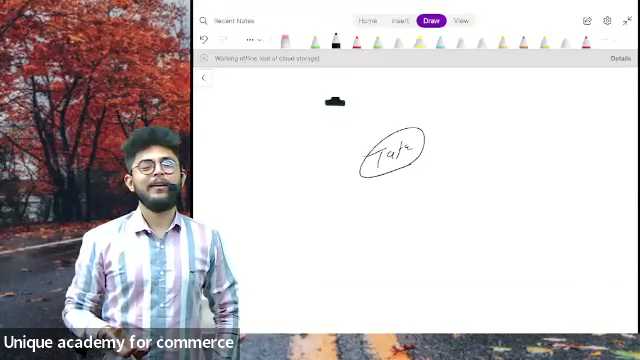 Recent Notes
Home Insert Draw View
Working offline (out of cloud storage)
Details
Tata
Unique academy for commerce